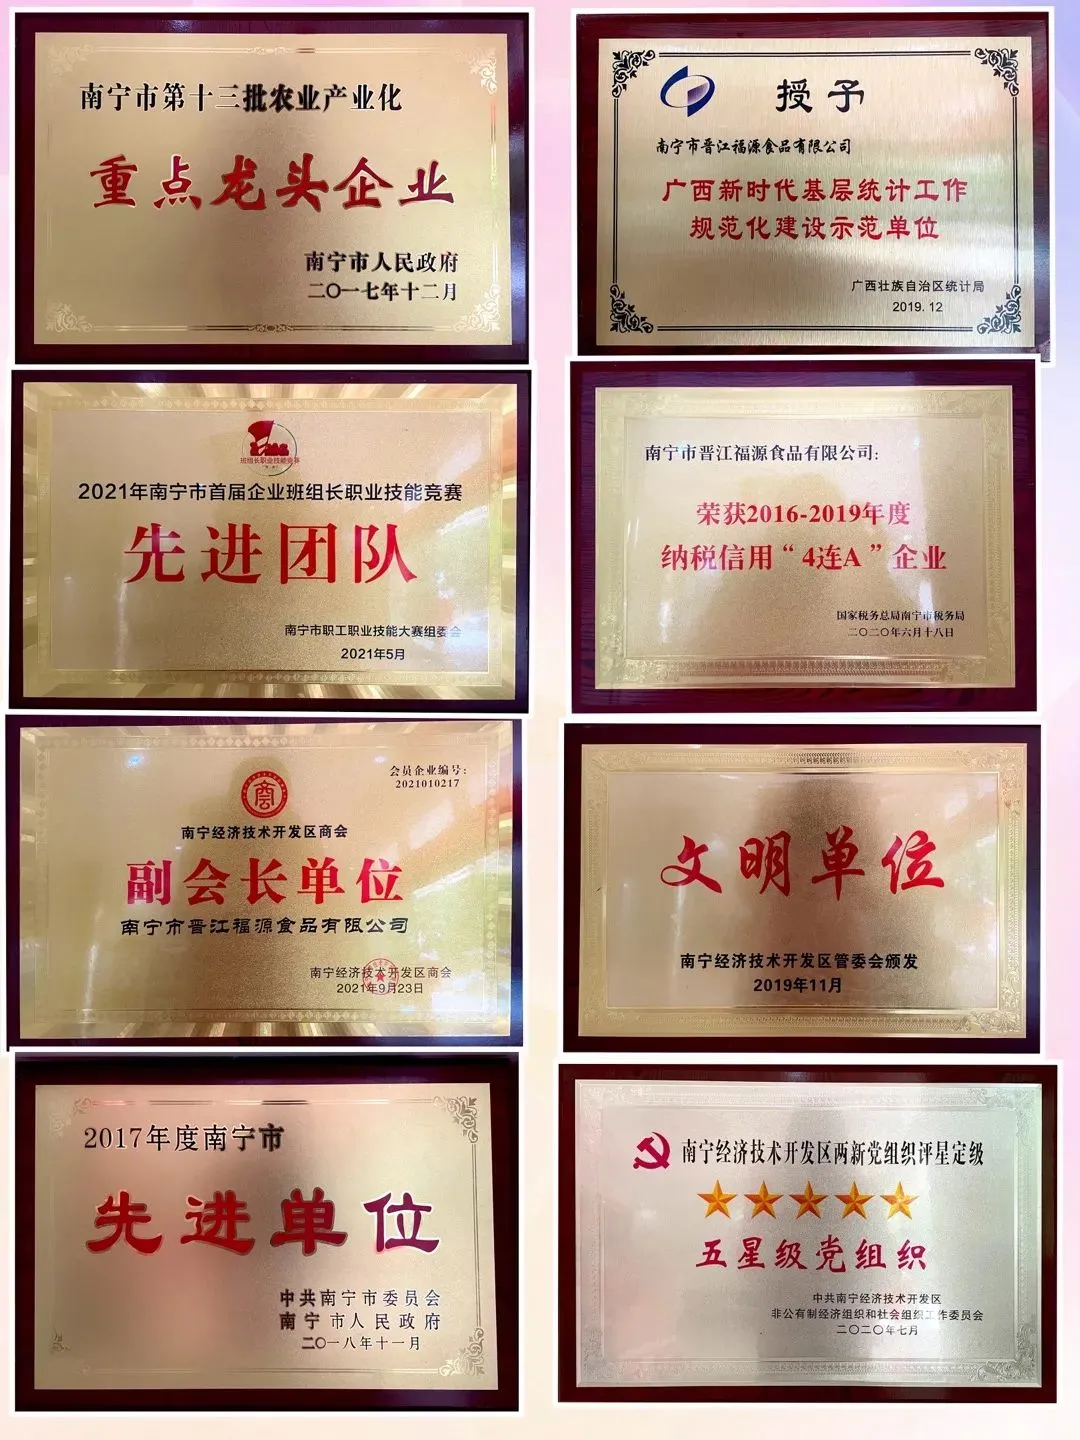 南宁市第十三批农业产业化
重点龙头企业
南宁市人民政府
二〇一七年十二月
授予
南宁市晋江福源食品有限公司
广西新时代基层统计工作
规范化建设示范单位
广西壮族自治区统计局
2019.12
班组长职业技能竞赛
2021年南宁市首届企业班组长职业技能竞赛
先进团队
南宁市职工职业技能大赛组委会
2021年5月
南宁市晋江福源食品有限公司:
荣获2016-2019年度
纳税信用“4连A”企业
国家税务总局南宁市税务局
二〇二〇年六月十八日
会员企业编号:
2021010217
南宁经济技术开发区商会
副会长单位
南宁市晋江福源食品有限公司
南宁经济技术开发区商会
2021年9月23日
文明单位
南宁经济技术开发区管委会颁发
2019年11月
2017年度南宁市
先进单位
中共南宁市委员会
南宁市人民政府
二〇一八年十一月
南宁经济技术开发区两新党组织评星定级
五星级党组织
中共南宁经济技术开发区
非公有制经济组织和社会组织工作委员会
二〇二〇年七月